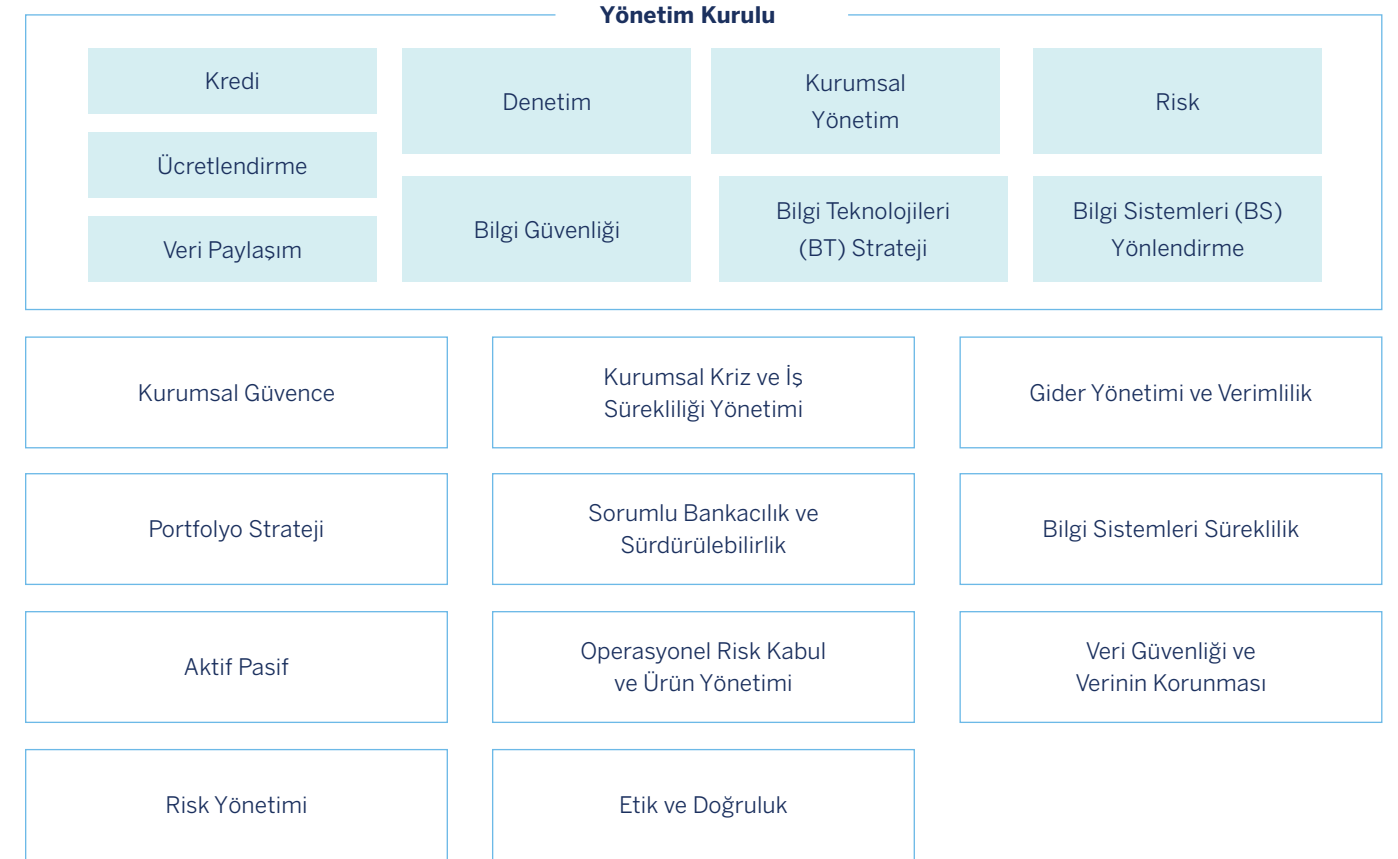 Yönetim Kurulu
Kredi
Ücretlendirme
Veri Paylaşım
Denetim
Bilgi Güvenliği
Kurumsal
Yönetim
Bilgi Teknolojileri
(BT) Strateji
Risk
Bilgi Sistemleri (BS)
Yönlendirme
Kurumsal Güvence
Kurumsal Kriz ve İş
Sürekliliği Yönetimi
Gider Yönetimi ve Verimlilik
Portfolyo Strateji
Sorumlu Bankacılık ve
Sürdürülebilirlik
Bilgi Sistemleri Süreklilik
Aktif Pasif
Operasyonel Risk Kabul
ve Ürün Yönetimi
Veri Güvenliği ve
Verinin Korunması
Risk Yönetimi
Etik ve Doğruluk